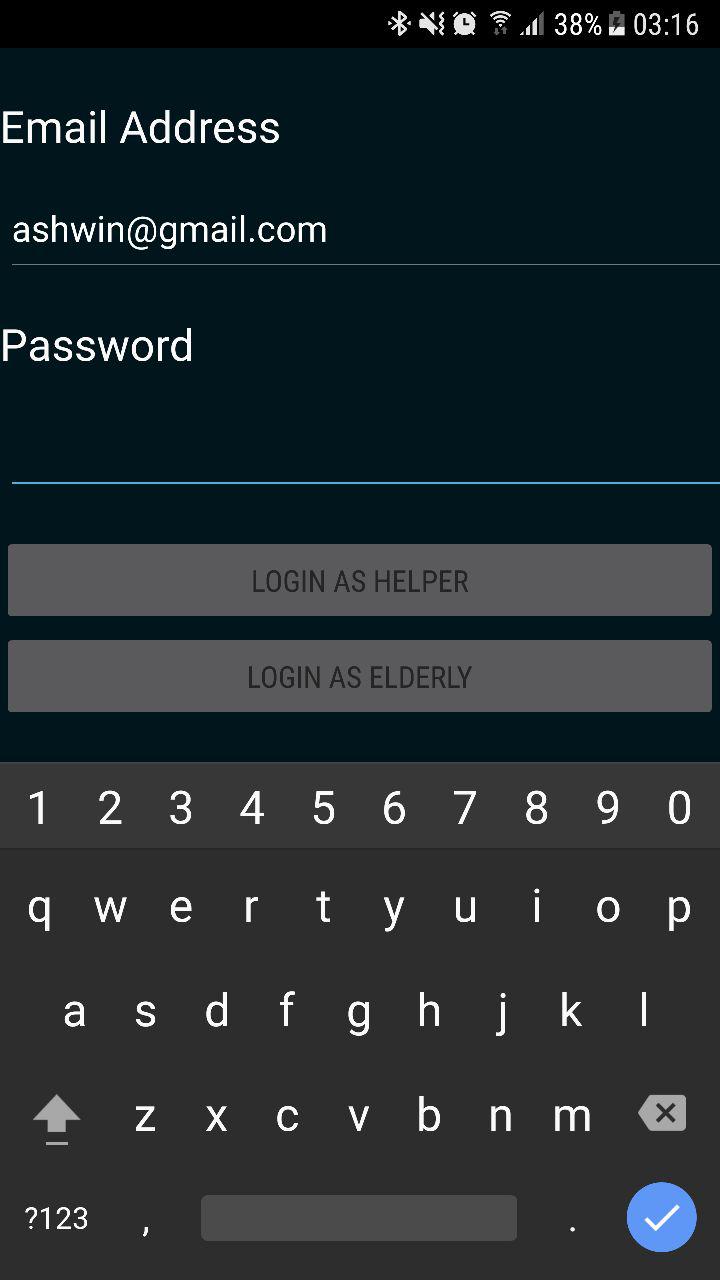 38% 03:16
Email Address
ashwin@gmail.com
Password
LOGIN AS HELPER
LOGIN AS ELDERLY
1 2 3 4 5 6 7 8 9 0
q w e r t y u i o p
a s d f g h j k l
z x c v b n m
?123 , .